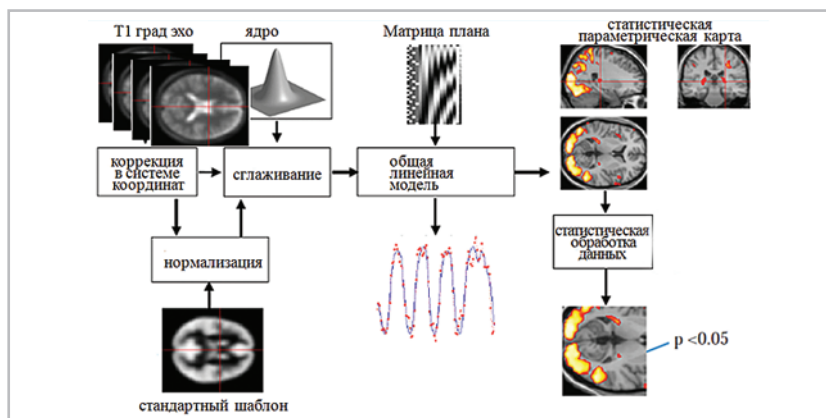 Т1 град эхо
ядро
Матрица плана
статистическая
параметрическая карта
коррекция
в системе
координат
сглаживание
общая
линейная
модель
нормализация
статистическая
обработка
данных
стандартный шаблон
p <0.05